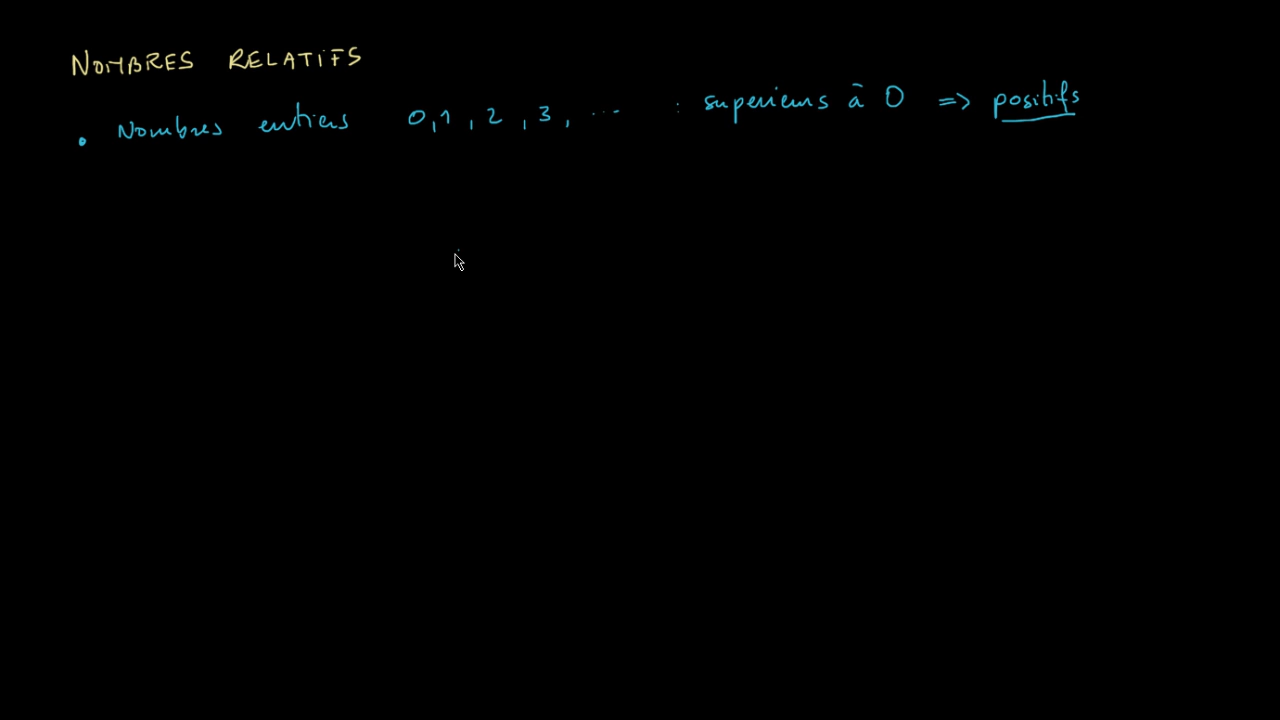 NOMBRES RELATIFS
• Nombres entiers 0, 1, 2, 3, ... : superieurs à 0 => positifs